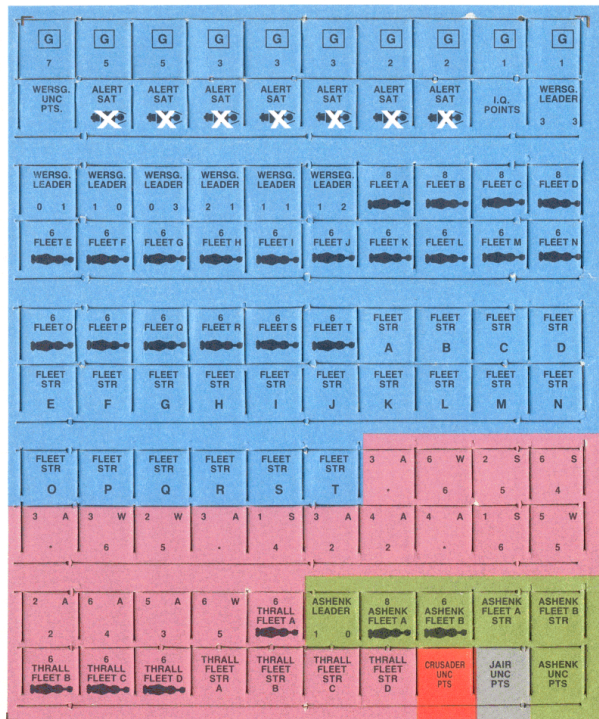 G G G G G G G G G G
7 5 5 3 3 3 2 2 1 1
WERSG. ALERT ALERT ALERT ALERT ALERT ALERT ALERT I.Q. WERSG.
UNC SAT SAT SAT SAT SAT SAT SAT POINTS LEADER
PTS. X X X X X X X 3 3
WERSG. WERSG. WERSG. WERSG. WERSG. WERSEG. 8 8 8 8
LEADER LEADER LEADER LEADER LEADER LEADER FLEET A FLEET B FLEET C FLEET D
0 1 1 0 0 3 2 1 1 1 1 2
6 6 6 6 6 6 6 6 6 6
FLEET E FLEET F FLEET G FLEET H FLEET I FLEET J FLEET K FLEET L FLEET M FLEET N
6 6 6 6 6 6 FLEET FLEET FLEET FLEET
FLEET O FLEET P FLEET Q FLEET R FLEET S FLEET T STR STR STR STR
A B C D
FLEET FLEET FLEET FLEET FLEET FLEET FLEET FLEET FLEET FLEET
STR STR STR STR STR STR STR STR STR STR
E F G H I J K L M N
FLEET FLEET FLEET FLEET FLEET FLEET 3 A 6 W 2 S 6 S
STR STR STR STR STR STR
O P Q R S T · 6 5 4
3 A 3 W 2 W 3 A 1 S 3 A 4 A 4 A 1 S 5 W
· 6 5 · 4 2 2 · 6 5
2 A 6 A 5 A 6 W 6 ASHENK 8 6 ASHENK ASHENK
THRALL LEADER ASHENK ASHENK FLEET A FLEET B
FLEET A FLEET A FLEET B STR STR
2 4 3 5 1 0
6 6 6 THRALL THRALL THRALL THRALL CRUSADER JAIR ASHENK
THRALL THRALL THRALL FLEET FLEET FLEET FLEET UNC UNC UNC
FLEET B FLEET C FLEET D STR STR STR STR PTS PTS PTS
A B C D